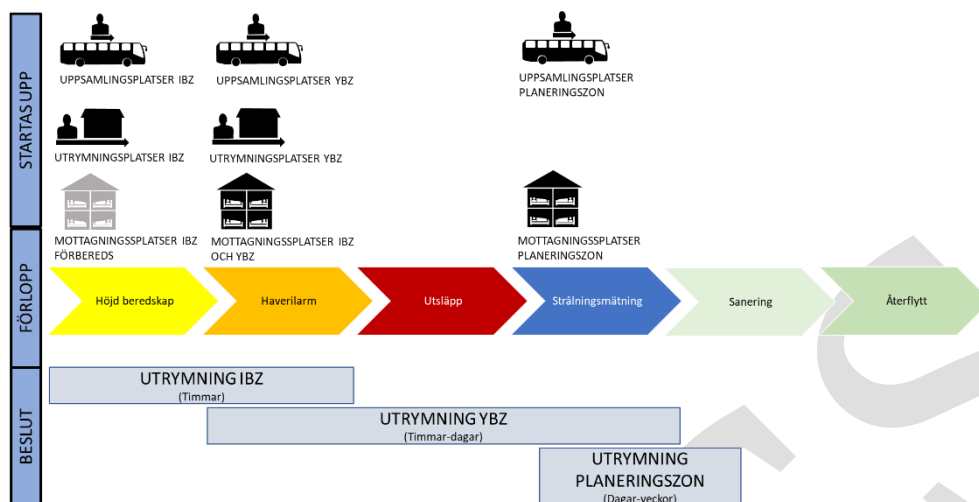 STARTAS UPP
UPPSAMLINGSPLATSER IBZ
UPPSAMLINGSPLATSER YBZ
UPPSAMLINGSPLATSER
PLANERINGSZON
UTRYMNINGSPLATSER IBZ
UTRYMNINGSPLATSER YBZ
MOTTAGNINGSSPLATSER IBZ
FÖRBEREDS
MOTTAGNINGSSPLATSER IBZ
OCH YBZ
MOTTAGNINGSSPLATSER
PLANERINGSZON
FÖRLOPP
Höjd beredskap
Haverilarm
Utsläpp
Strålningsmätning
Sanering
Återflytt
BESLUT
UTRYMNING IBZ
(Timmar)
UTRYMNING YBZ
(Timmar-dagar)
UTRYMNING
PLANERINGSZON
(Dagar-veckor)